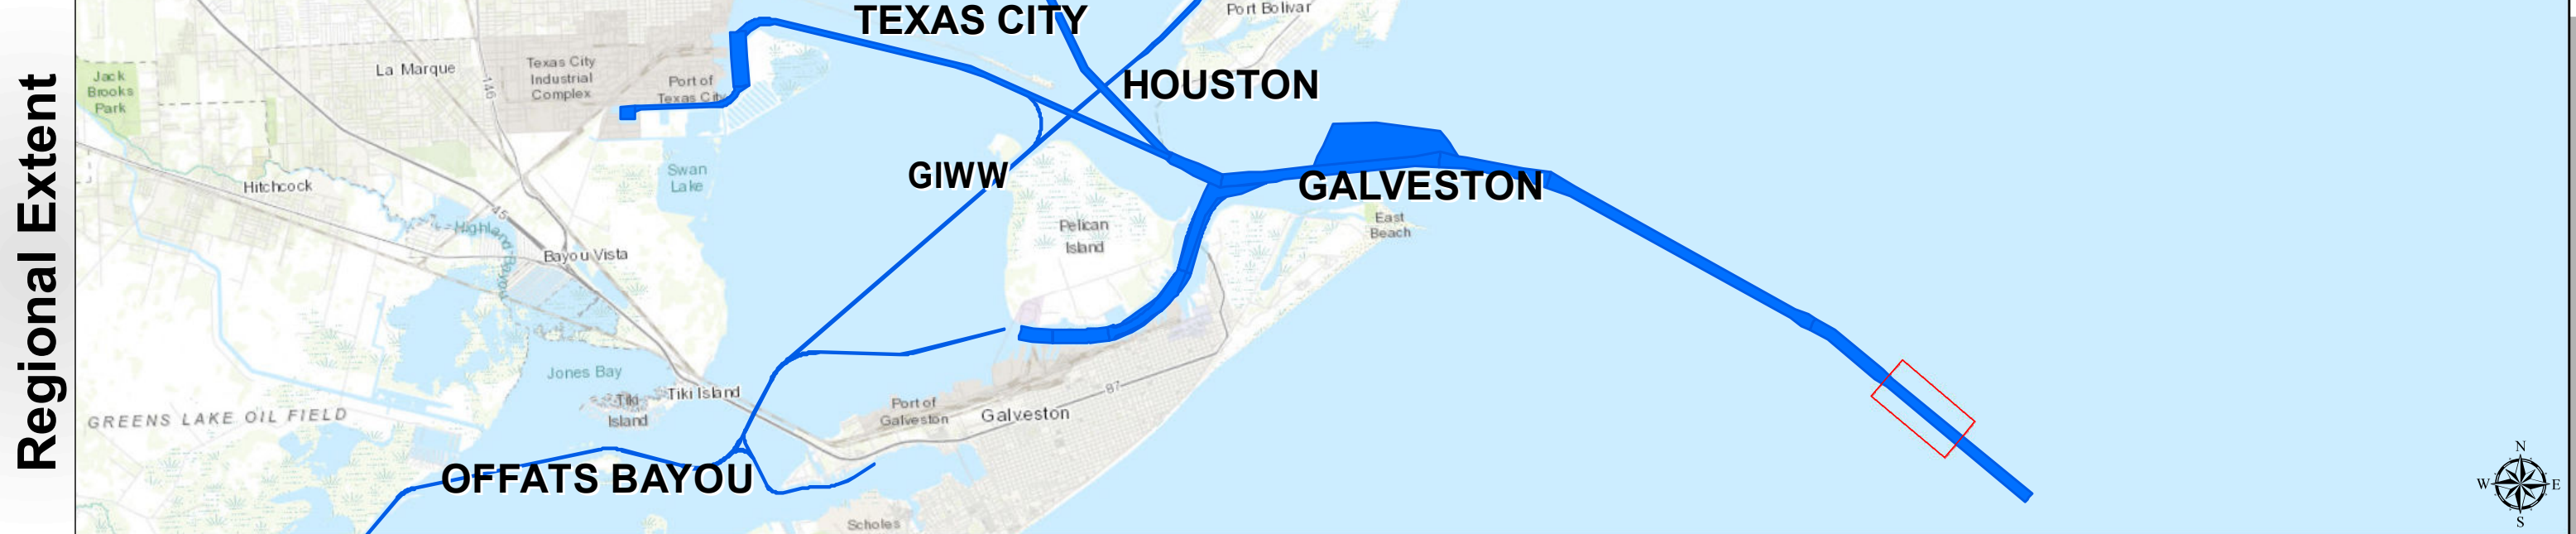 Regional Extent
TEXAS CITY
Port Bolivar
La Marque
Texas City
Industrial
Complex
Jack
Brooks
Park
146
Port of
Texas City
HOUSTON
Swan
Lake
GIWW
Hitchcock
GALVESTON
45
Highland Bayou
Pelican
Island
East
Beach
Bayou Vista
Jones Bay
Tiki Island
Tiki
Island
87
Port of
Galveston
Galveston
GREENS LAKE OIL FIELD
OFFATS BAYOU
Scholes
N
W
E
S